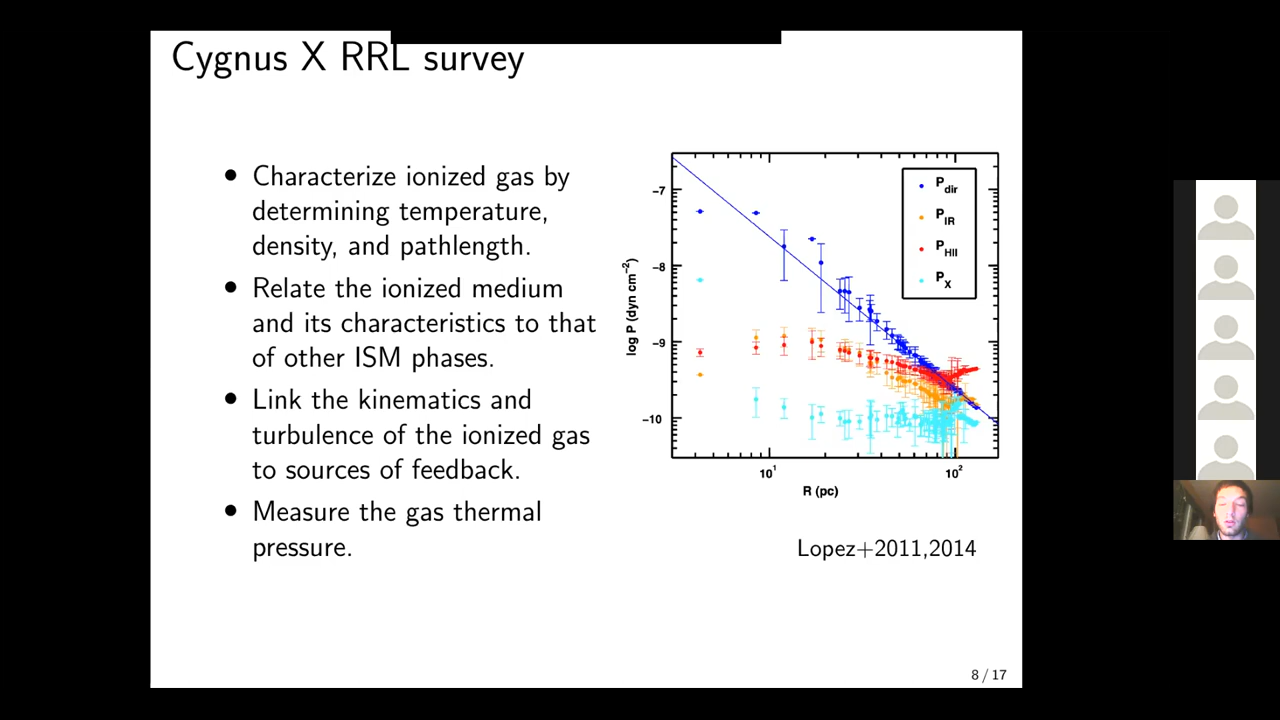 Cygnus X RRL survey
• Characterize ionized gas by
determining temperature,
density, and pathlength.
• Relate the ionized medium
and its characteristics to that
of other ISM phases.
• Link the kinematics and
turbulence of the ionized gas
to sources of feedback.
• Measure the gas thermal
pressure.
log P (dyn cm⁻²)
-7
-8
-9
-10
P_dir
P_IR
P_HII
P_X
10¹
10²
R (pc)
Lopez+2011,2014
8 / 17